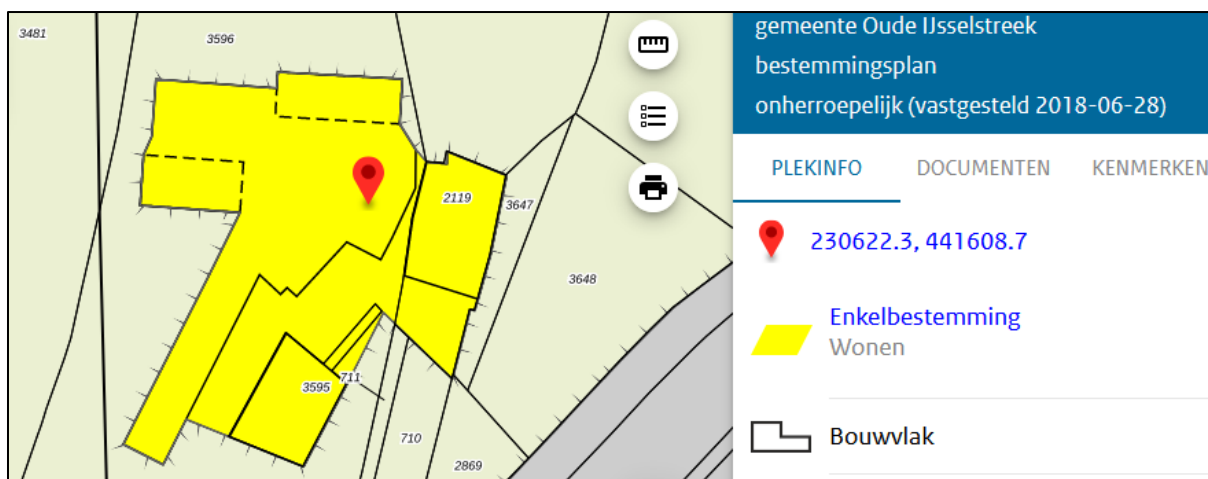 3481
3596
2119
3647
3648
3595
711
710
2869
gemeente Oude IJsselstreek
bestemmingsplan
onherroepelijk (vastgesteld 2018-06-28)
PLEKINFO DOCUMENTEN KENMERKEN
230622.3, 441608.7
Enkelbestemming
Wonen
Bouwvlak